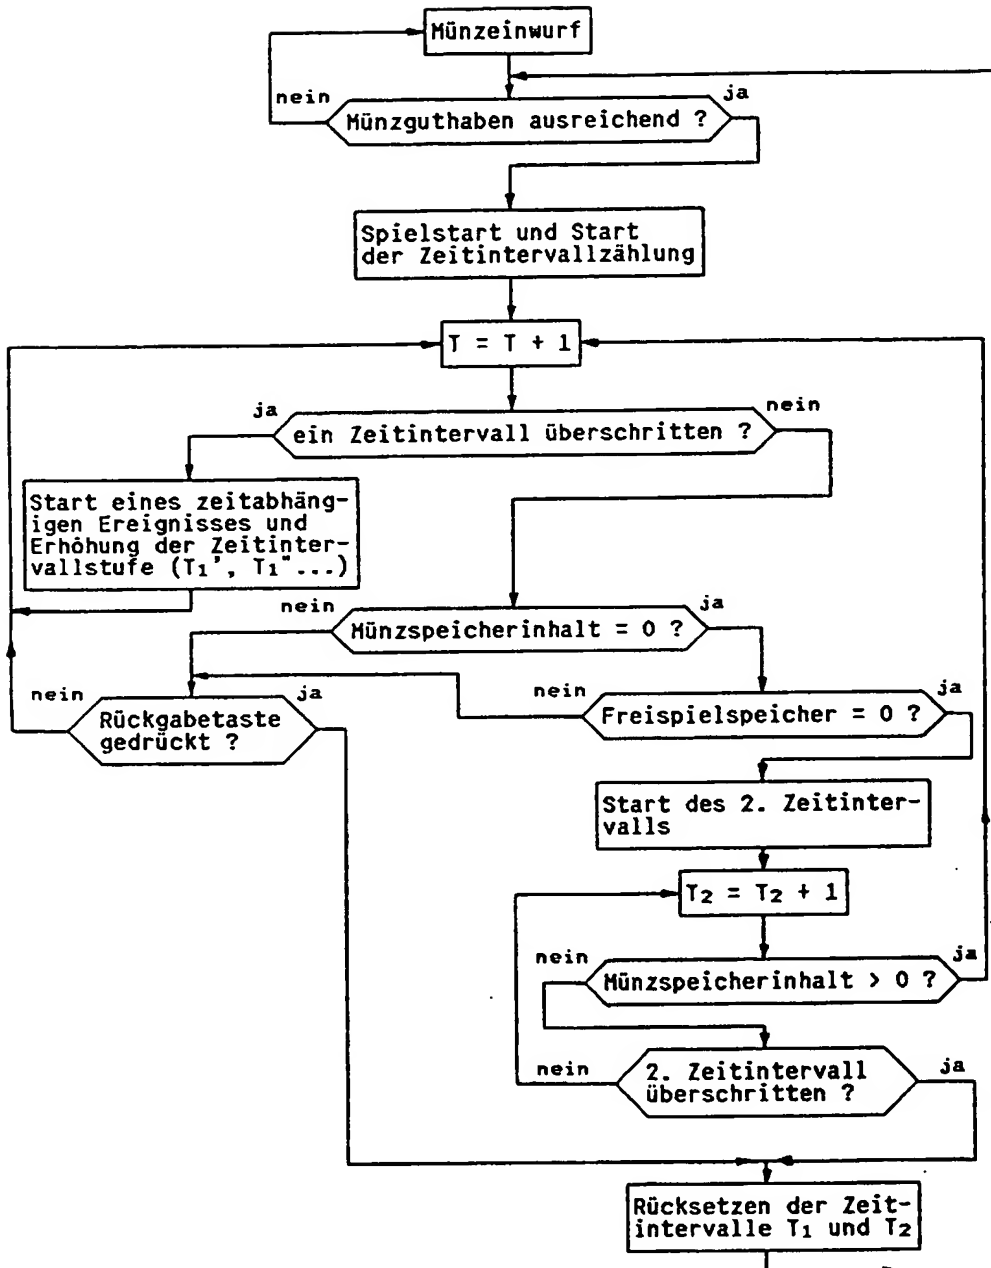 Münzeinwurf
nein
ja
Münzguthaben ausreichend ?
Spielstart und Start
der Zeitintervallzählung
T = T + 1
ja
nein
ein Zeitintervall überschritten ?
Start eines zeitabhäng-
igen Ereignisses und
Erhöhung der Zeitinter-
vallstufe (T1', T1"...)
nein
ja
Münzspeicherinhalt = 0 ?
nein
ja
Rückgabetaste
gedrückt ?
nein
ja
Freispielspeicher = 0 ?
Start des 2. Zeitinter-
valls
T2 = T2 + 1
nein
ja
Münzspeicherinhalt > 0 ?
nein
ja
2. Zeitintervall
überschritten ?
Rücksetzen der Zeit-
intervalle T1 und T2